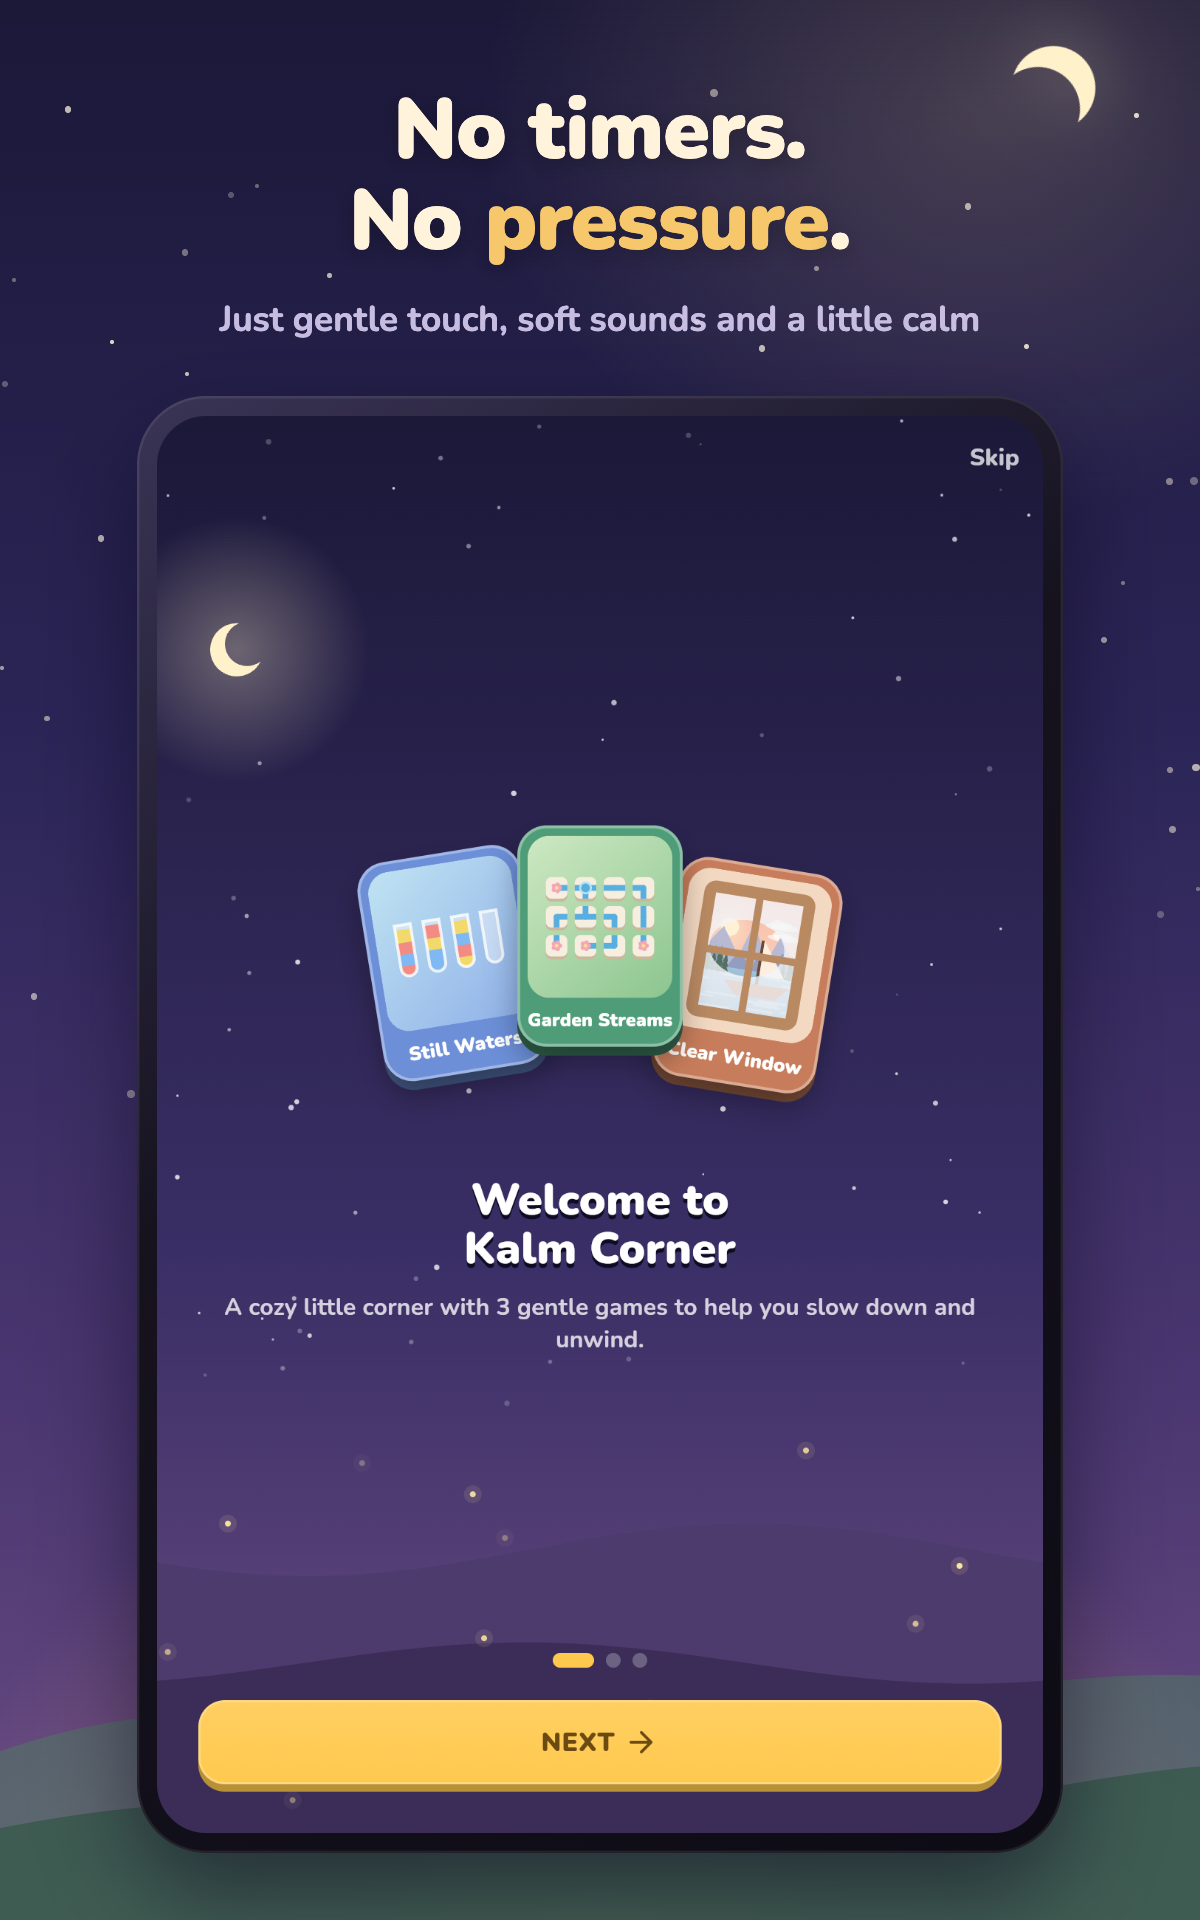 No timers.
No pressure.
Just gentle touch, soft sounds and a little calm
Skip
Still Waters
Garden Streams
Clear Window
Welcome to
Kalm Corner
A cozy little corner with 3 gentle games to help you slow down and
unwind.
NEXT →